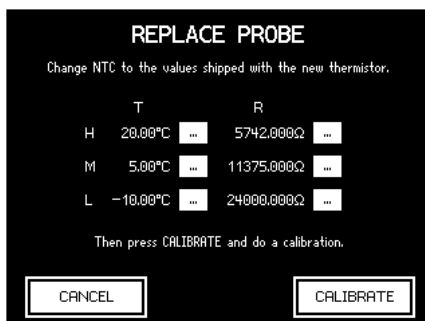 REPLACE PROBE
Change NTC to the values shipped with the new thermistor.
T R
H 20.00°C ... 5742.000Ω ...
M 5.00°C ... 11375.000Ω ...
L -10.00°C ... 24000.000Ω ...
Then press CALIBRATE and do a calibration.
CANCEL CALIBRATE